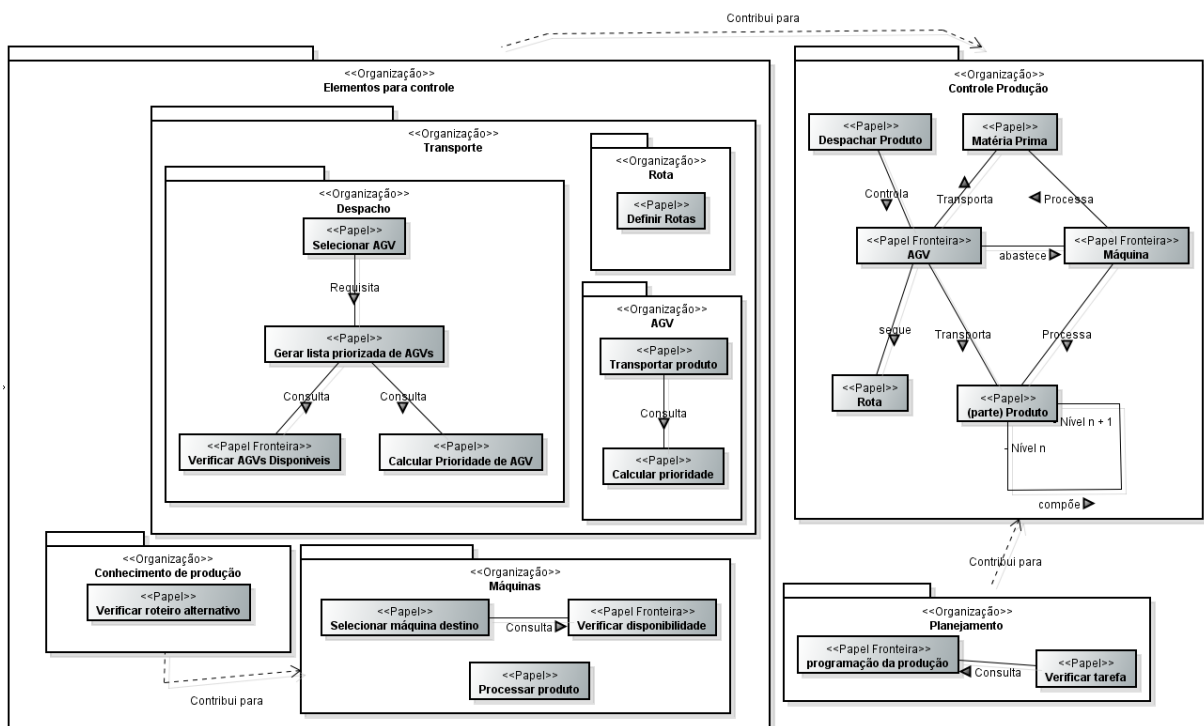 Contribui para
<<Organização>>
Elementos para controle
<<Organização>>
Transporte
<<Organização>>
Despacho
<<Papel>>
Selecionar AGV
Requisita
<<Papel>>
Gerar lista priorizada de AGVs
Consulta
Consulta
<<Papel Fronteira>>
Verificar AGVs Disponiveis
<<Papel>>
Calcular Prioridade de AGV
<<Organização>>
Rota
<<Papel>>
Definir Rotas
<<Organização>>
AGV
<<Papel>>
Transportar produto
Consulta
<<Papel>>
Calcular prioridade
<<Organização>>
Conhecimento de produção
<<Papel>>
Verificar roteiro alternativo
Contribui para
<<Organização>>
Máquinas
<<Papel>>
Selecionar máquina destino
Consulta
<<Papel Fronteira>>
Verificar disponibilidade
<<Papel>>
Processar produto
<<Organização>>
Controle Produção
<<Papel>>
Despachar Produto
<<Papel>>
Matéria Prima
Controla
Transporta
Processa
<<Papel Fronteira>>
AGV
abastece
<<Papel Fronteira>>
Máquina
segue
Transporta
Processa
<<Papel>>
Rota
<<Papel>>
(parte) Produto
- Nível n + 1
- Nível n
compõe
Contribui para
<<Organização>>
Planejamento
<<Papel Fronteira>>
programação da produção
Consulta
<<Papel>>
Verificar tarefa